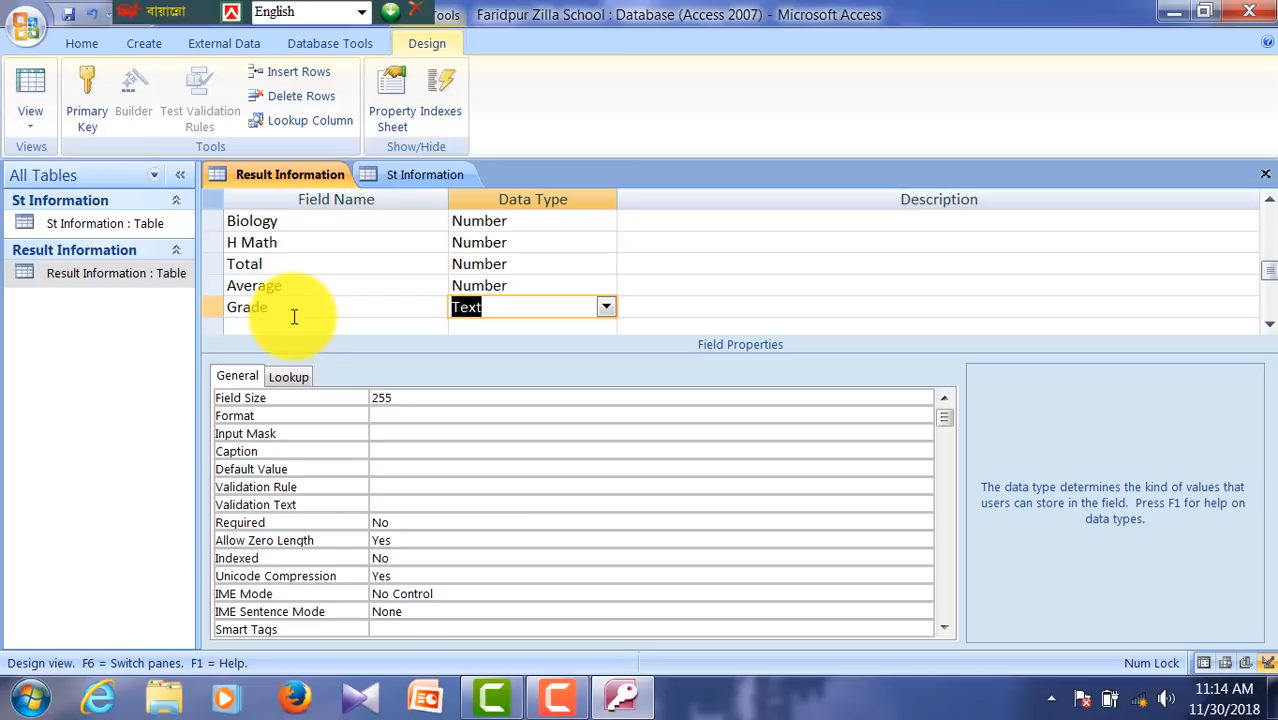 বায়ান্নো
English
Tools
Faridpur Zilla School : Database (Access 2007) - Microsoft Access
Home
Create
External Data
Database Tools
Design
View
Primary Key
Builder
Test Validation Rules
Insert Rows
Delete Rows
Lookup Column
Property Sheet
Indexes
Views
Tools
Show/Hide
All Tables
St Information
St Information : Table
Result Information
Result Information : Table
Result Information
St Information
Field Name Data Type Description
Biology Number
H Math Number
Total Number
Average Number
Grade Text
Field Properties
General Lookup
Field Size 255
Format
Input Mask
Caption
Default Value
Validation Rule
Validation Text
Required No
Allow Zero Length Yes
Indexed No
Unicode Compression Yes
IME Mode No Control
IME Sentence Mode None
Smart Tags
The data type determines the kind of values that
users can store in the field. Press F1 for help on
data types.
Design view. F6 = Switch panes. F1 = Help.
Num Lock
11:14 AM
11/30/2018